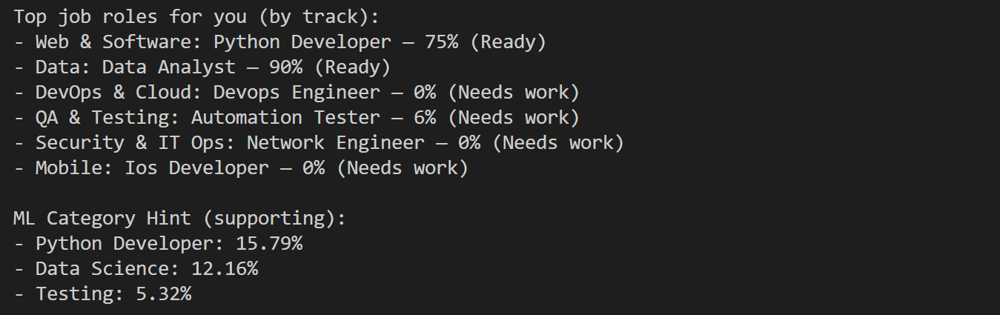 Top job roles for you (by track):
- Web & Software: Python Developer — 75% (Ready)
- Data: Data Analyst — 90% (Ready)
- DevOps & Cloud: Devops Engineer — 0% (Needs work)
- QA & Testing: Automation Tester — 6% (Needs work)
- Security & IT Ops: Network Engineer — 0% (Needs work)
- Mobile: Ios Developer — 0% (Needs work)
ML Category Hint (supporting):
- Python Developer: 15.79%
- Data Science: 12.16%
- Testing: 5.32%